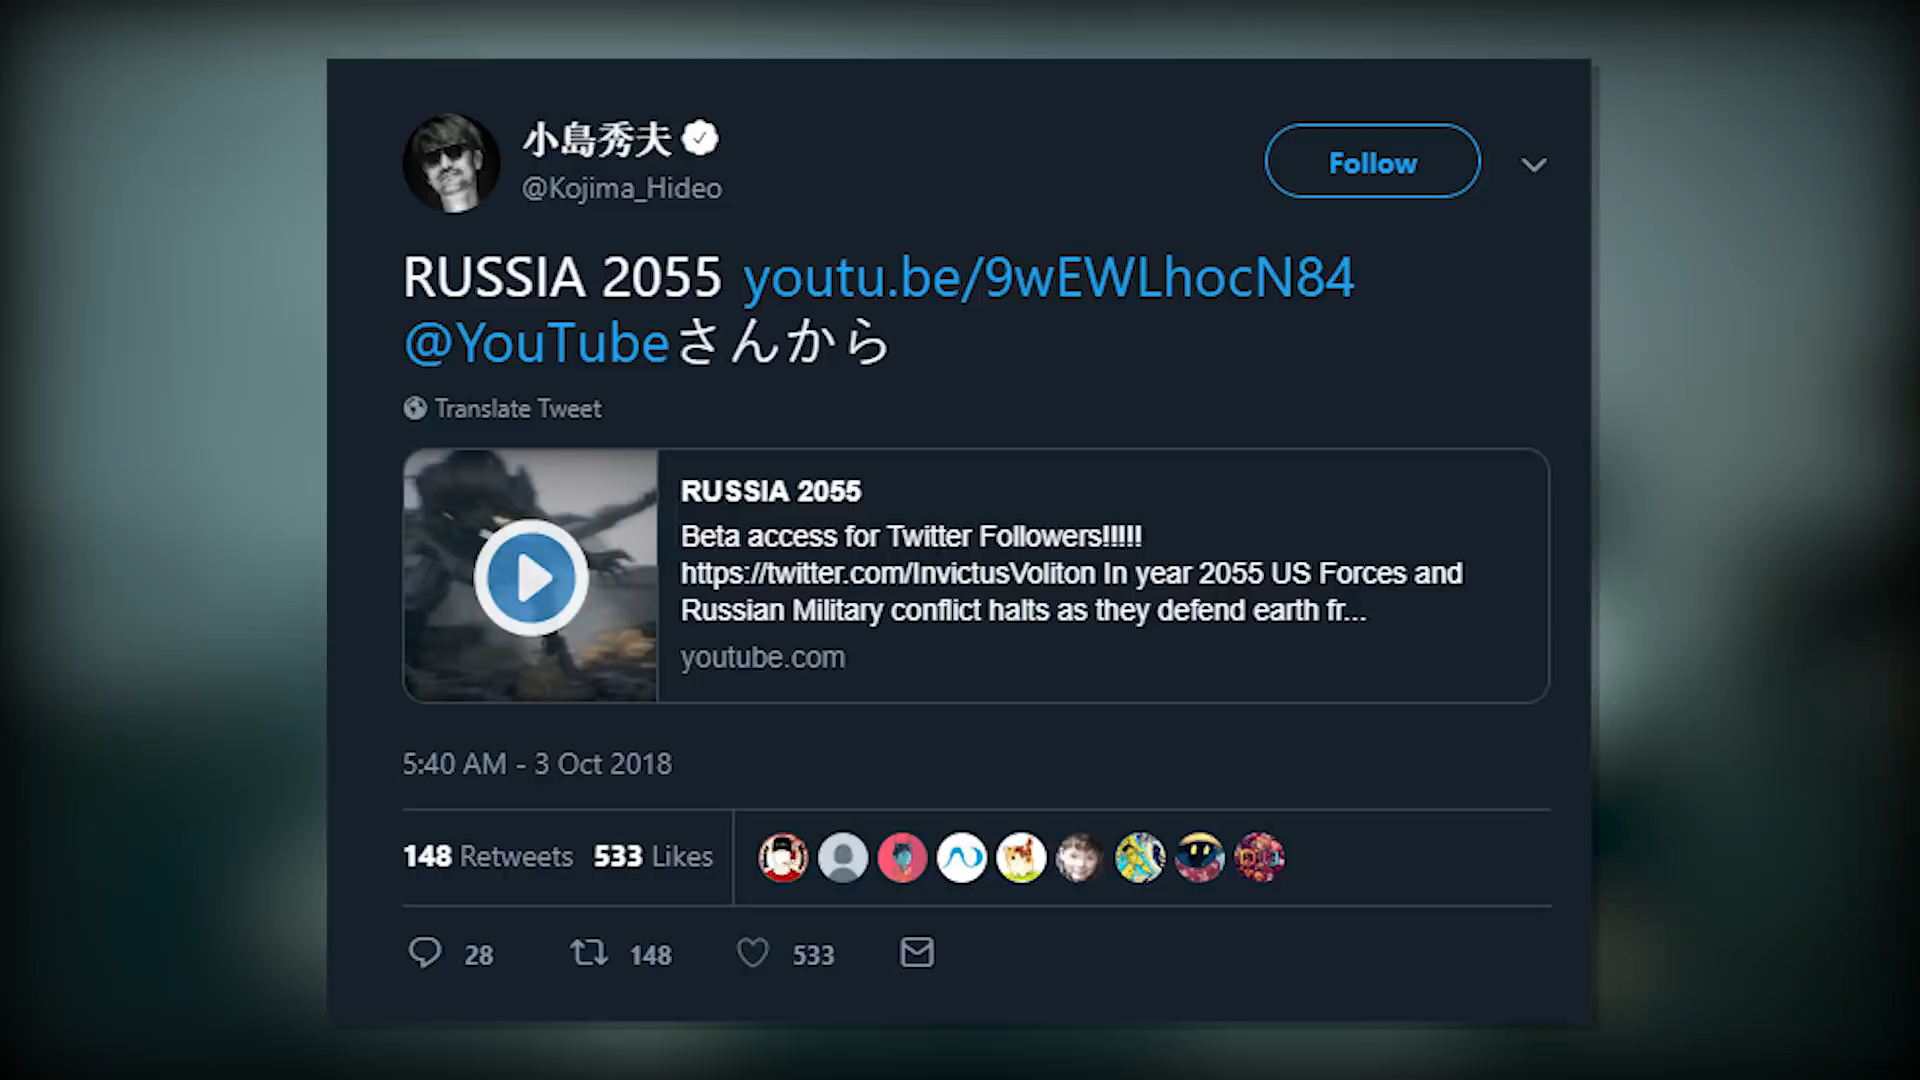 小島秀夫
@Kojima_Hideo
Follow
RUSSIA 2055 youtu.be/9wEWLhocN84
@YouTubeさんから
Translate Tweet
RUSSIA 2055
Beta access for Twitter Followers!!!!!
https://twitter.com/InvictusVoliton In year 2055 US Forces and
Russian Military conflict halts as they defend earth fr...
youtube.com
5:40 AM - 3 Oct 2018
148 Retweets 533 Likes
28 148 533